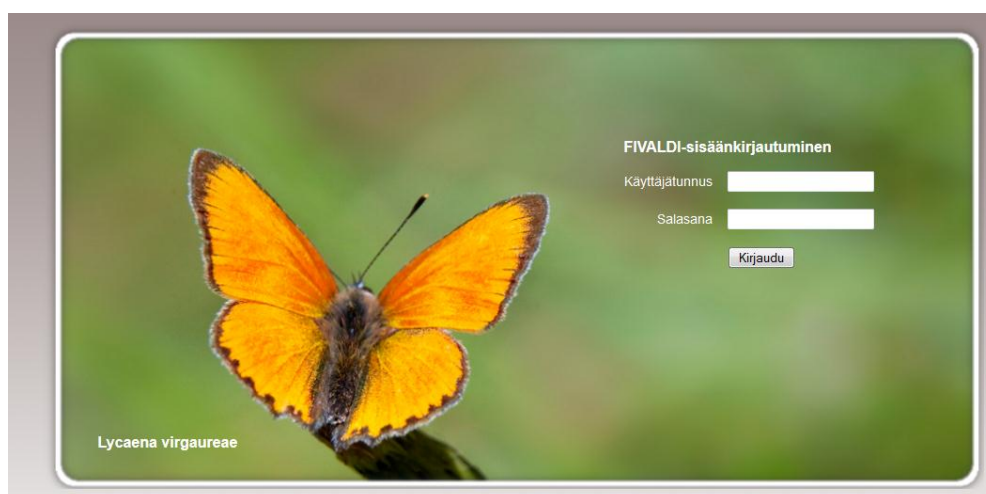 FIVALDI-sisäänkirjautuminen
Käyttäjätunnus
Salasana
Kirjaudu
Lycaena virgaureae